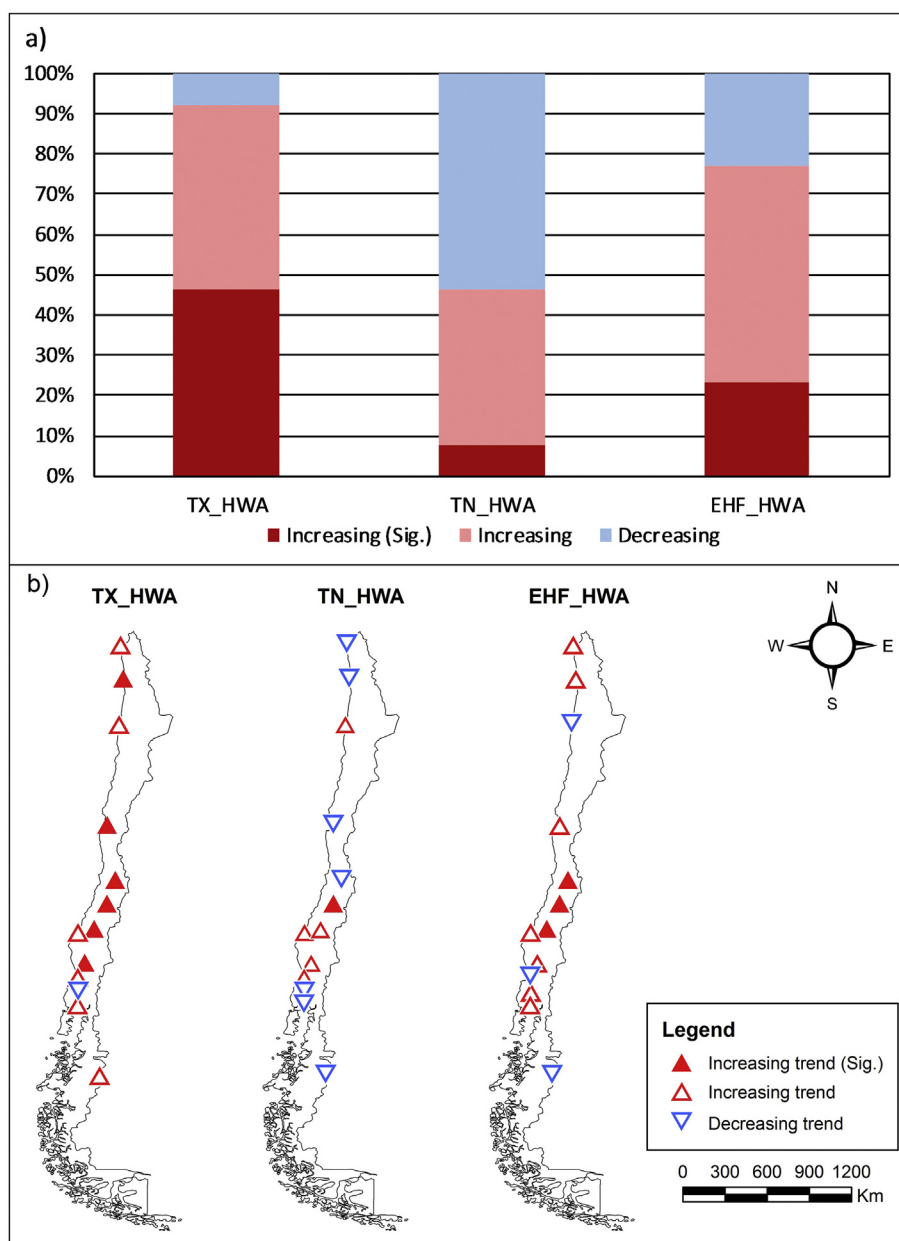 a)
100%
90%
80%
70%
60%
50%
40%
30%
20%
10%
0%
TX_HWA TN_HWA EHF_HWA
Increasing (Sig.) Increasing Decreasing
b)
TX_HWA TN_HWA EHF_HWA
N
W E
S
Legend
Increasing trend (Sig.)
Increasing trend
Decreasing trend
0 300 600 900 1200
Km